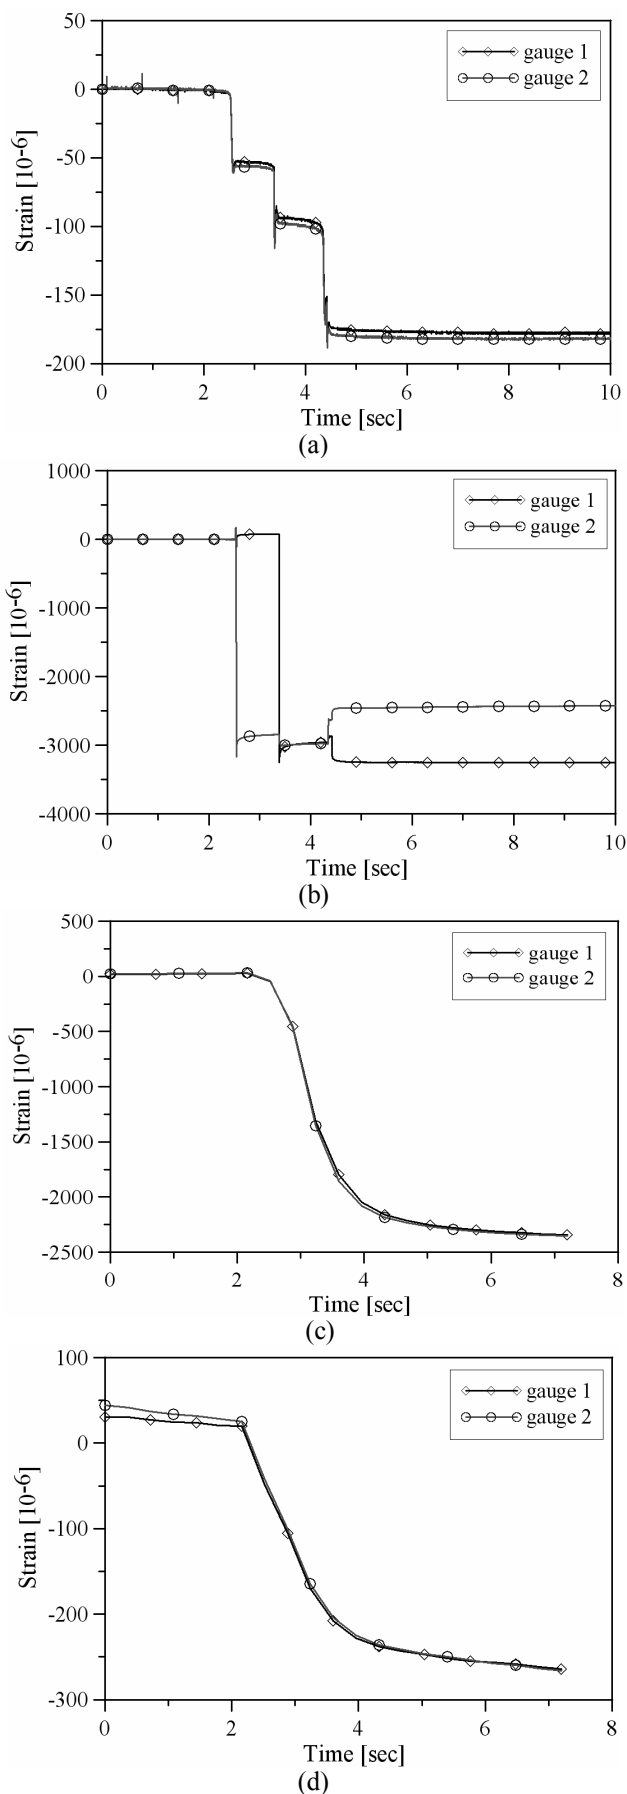 50
0
-50
-100
-150
-200
Strain [10-6]
gauge 1
gauge 2
0 2 4 6 8 10
Time [sec]
(a)
1000
0
-1000
-2000
-3000
-4000
Strain [10-6]
gauge 1
gauge 2
0 2 4 6 8 10
Time [sec]
(b)
500
0
-500
-1000
-1500
-2000
-2500
Strain [10-6]
gauge 1
gauge 2
0 2 4 6 8
Time [sec]
(c)
100
0
-100
-200
-300
Strain [10-6]
gauge 1
gauge 2
0 2 4 6 8
Time [sec]
(d)